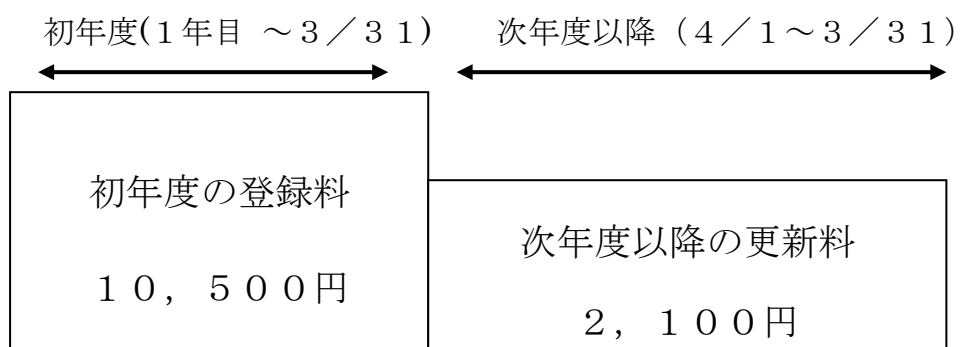 初年度(１年目 ～３／３１)　　次年度以降（４／１～３／３１）
初年度の登録料
１０，５００円
次年度以降の更新料
２，１００円